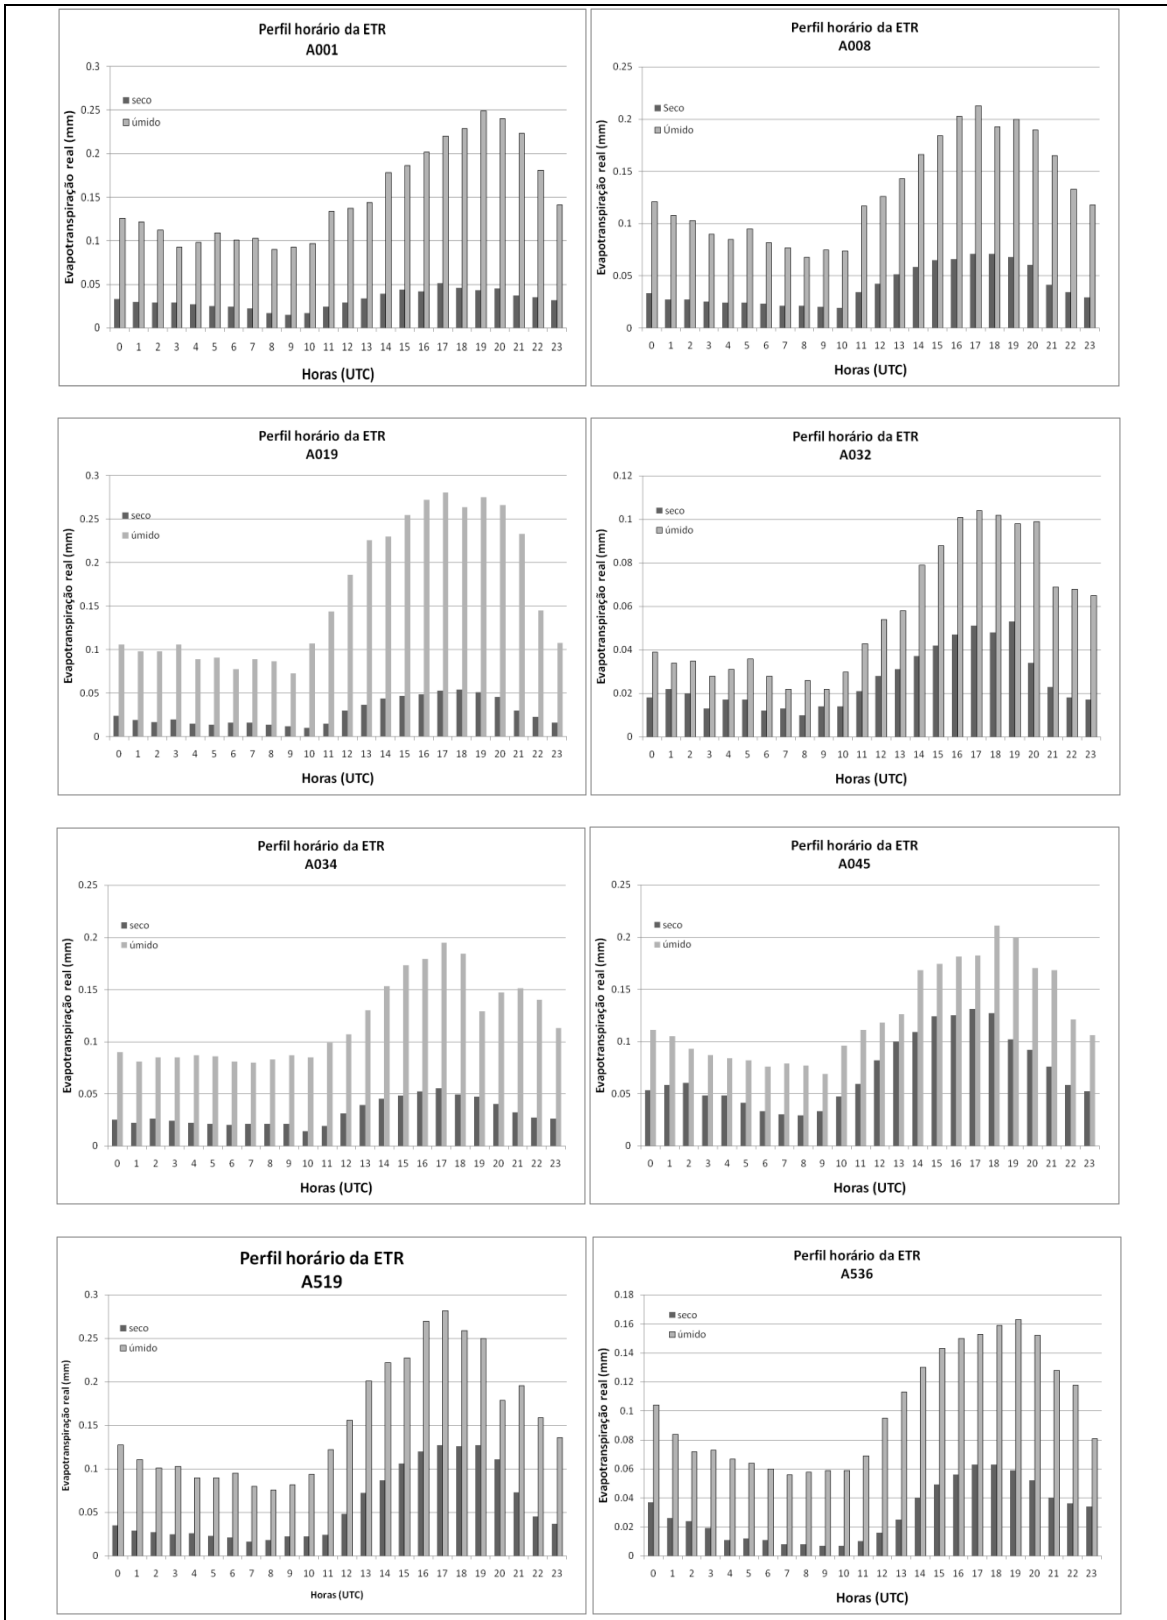 Perfil horário da ETR
A001
0.3
0.25
0.2
0.15
0.1
0.05
0
seco
úmido
Evapotranspiração real (mm)
0 1 2 3 4 5 6 7 8 9 10 11 12 13 14 15 16 17 18 19 20 21 22 23
Horas (UTC)
Perfil horário da ETR
A008
0.25
0.2
0.15
0.1
0.05
0
Seco
Úmido
Evapotranspiração real (mm)
0 1 2 3 4 5 6 7 8 9 10 11 12 13 14 15 16 17 18 19 20 21 22 23
Horas (UTC)
Perfil horário da ETR
A019
0.3
0.25
0.2
0.15
0.1
0.05
0
seco
úmido
Evapotranspiração real (mm)
0 1 2 3 4 5 6 7 8 9 10 11 12 13 14 15 16 17 18 19 20 21 22 23
Horas (UTC)
Perfil horário da ETR
A032
0.12
0.1
0.08
0.06
0.04
0.02
0
seco
úmido
Evapotranspiração real (mm)
0 1 2 3 4 5 6 7 8 9 10 11 12 13 14 15 16 17 18 19 20 21 22 23
Horas (UTC)
Perfil horário da ETR
A034
0.25
0.2
0.15
0.1
0.05
0
seco
úmido
Evapotranspiração real (mm)
0 1 2 3 4 5 6 7 8 9 10 11 12 13 14 15 16 17 18 19 20 21 22 23
Horas (UTC)
Perfil horário da ETR
A045
0.25
0.2
0.15
0.1
0.05
0
seco
úmido
Evapotranspiração real (mm)
0 1 2 3 4 5 6 7 8 9 10 11 12 13 14 15 16 17 18 19 20 21 22 23
Horas (UTC)
Perfil horário da ETR
A519
0.3
0.25
0.2
0.15
0.1
0.05
0
seco
úmido
Evapotranspiração real (mm)
0 1 2 3 4 5 6 7 8 9 10 11 12 13 14 15 16 17 18 19 20 21 22 23
Horas (UTC)
Perfil horário da ETR
A536
0.18
0.16
0.14
0.12
0.1
0.08
0.06
0.04
0.02
0
seco
úmido
Evapotranspiração real (mm)
0 1 2 3 4 5 6 7 8 9 10 11 12 13 14 15 16 17 18 19 20 21 22 23
Horas (UTC)